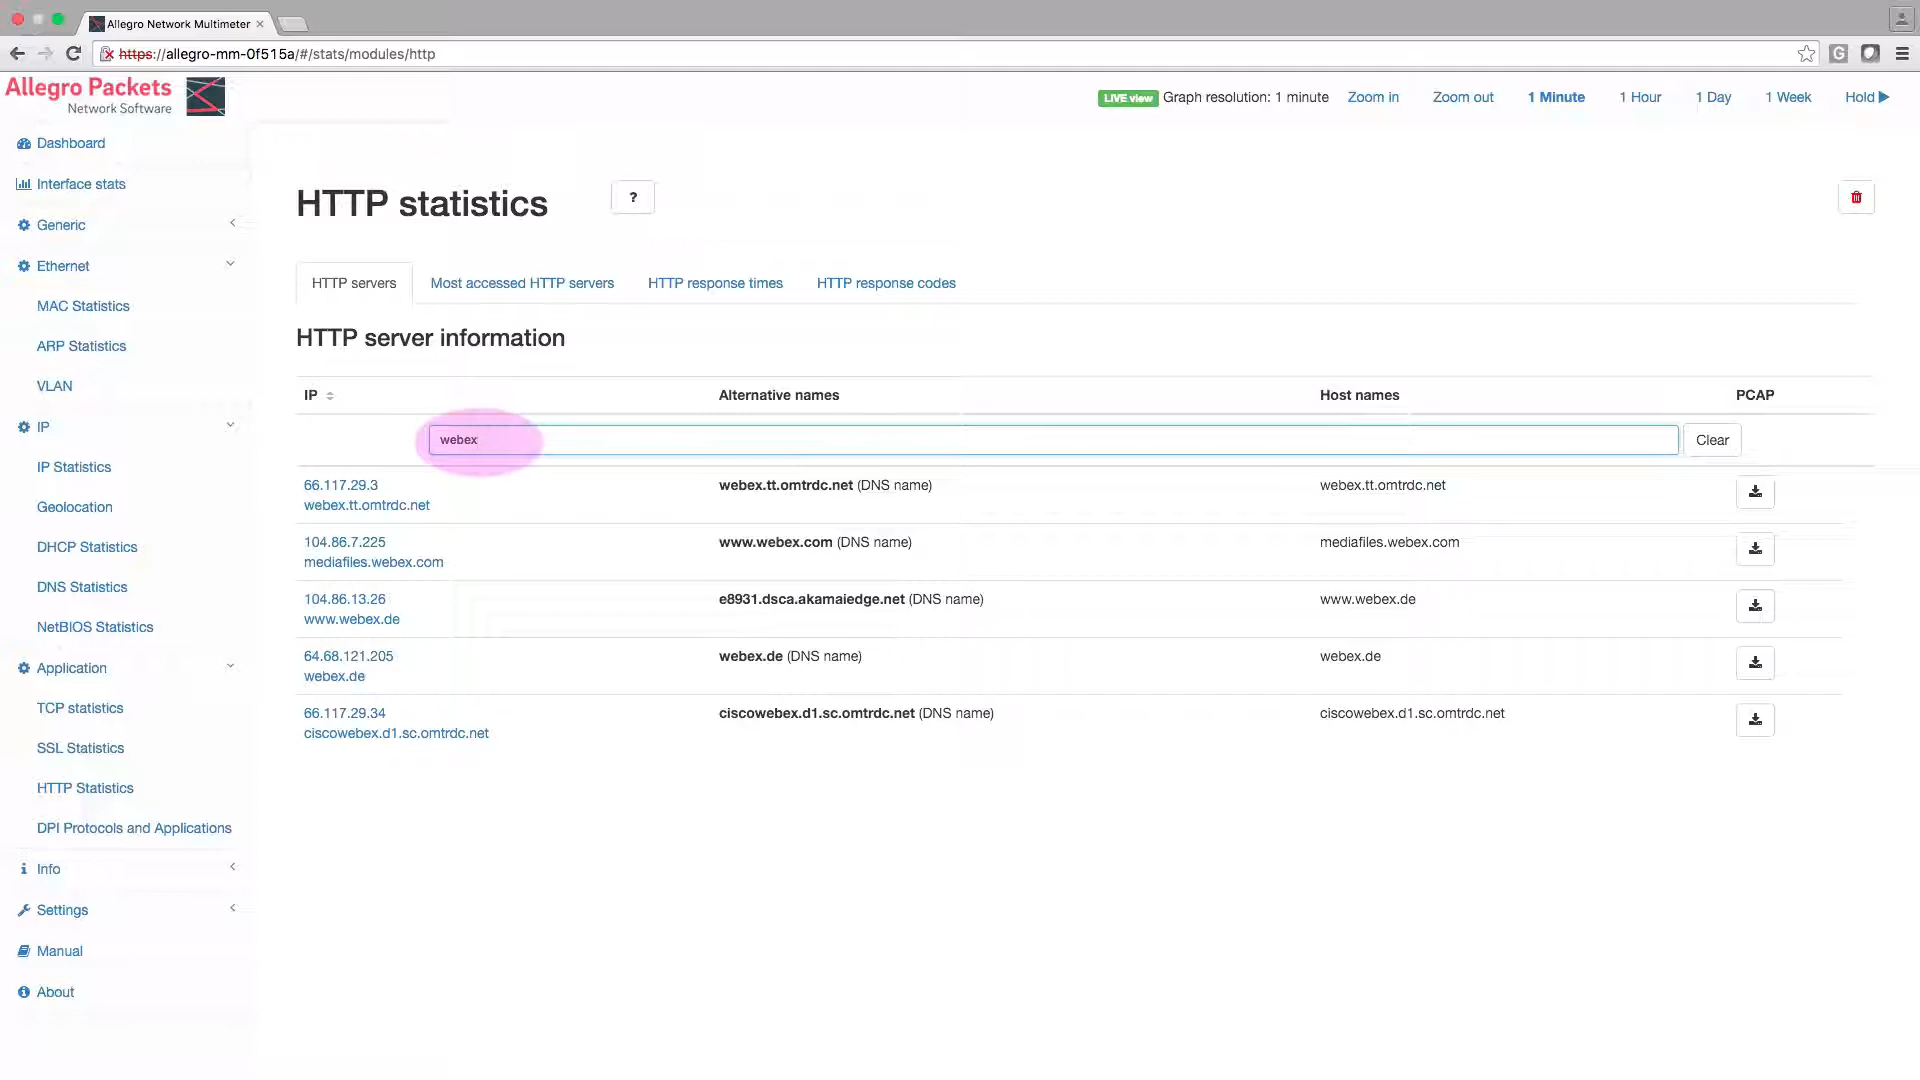 Allegro Network Multimeter
https://allegro-mm-0f515a/#/stats/modules/http
Allegro Packets
Network Software
LIVE view Graph resolution: 1 minute Zoom in Zoom out 1 Minute 1 Hour 1 Day 1 Week Hold
Dashboard
Interface stats
Generic
Ethernet
MAC Statistics
ARP Statistics
VLAN
IP
IP Statistics
Geolocation
DHCP Statistics
DNS Statistics
NetBIOS Statistics
Application
TCP statistics
SSL Statistics
HTTP Statistics
DPI Protocols and Applications
Info
Settings
Manual
About
HTTP statistics ?
HTTP servers Most accessed HTTP servers HTTP response times HTTP response codes
HTTP server information
IP Alternative names Host names PCAP
webex Clear
66.117.29.3 webex.tt.omtrdc.net (DNS name) webex.tt.omtrdc.net
webex.tt.omtrdc.net
104.86.7.225 www.webex.com (DNS name) mediafiles.webex.com
mediafiles.webex.com
104.86.13.26 e8931.dsca.akamaiedge.net (DNS name) www.webex.de
www.webex.de
64.68.121.205 webex.de (DNS name) webex.de
webex.de
66.117.29.34 ciscowebex.d1.sc.omtrdc.net (DNS name) ciscowebex.d1.sc.omtrdc.net
ciscowebex.d1.sc.omtrdc.net